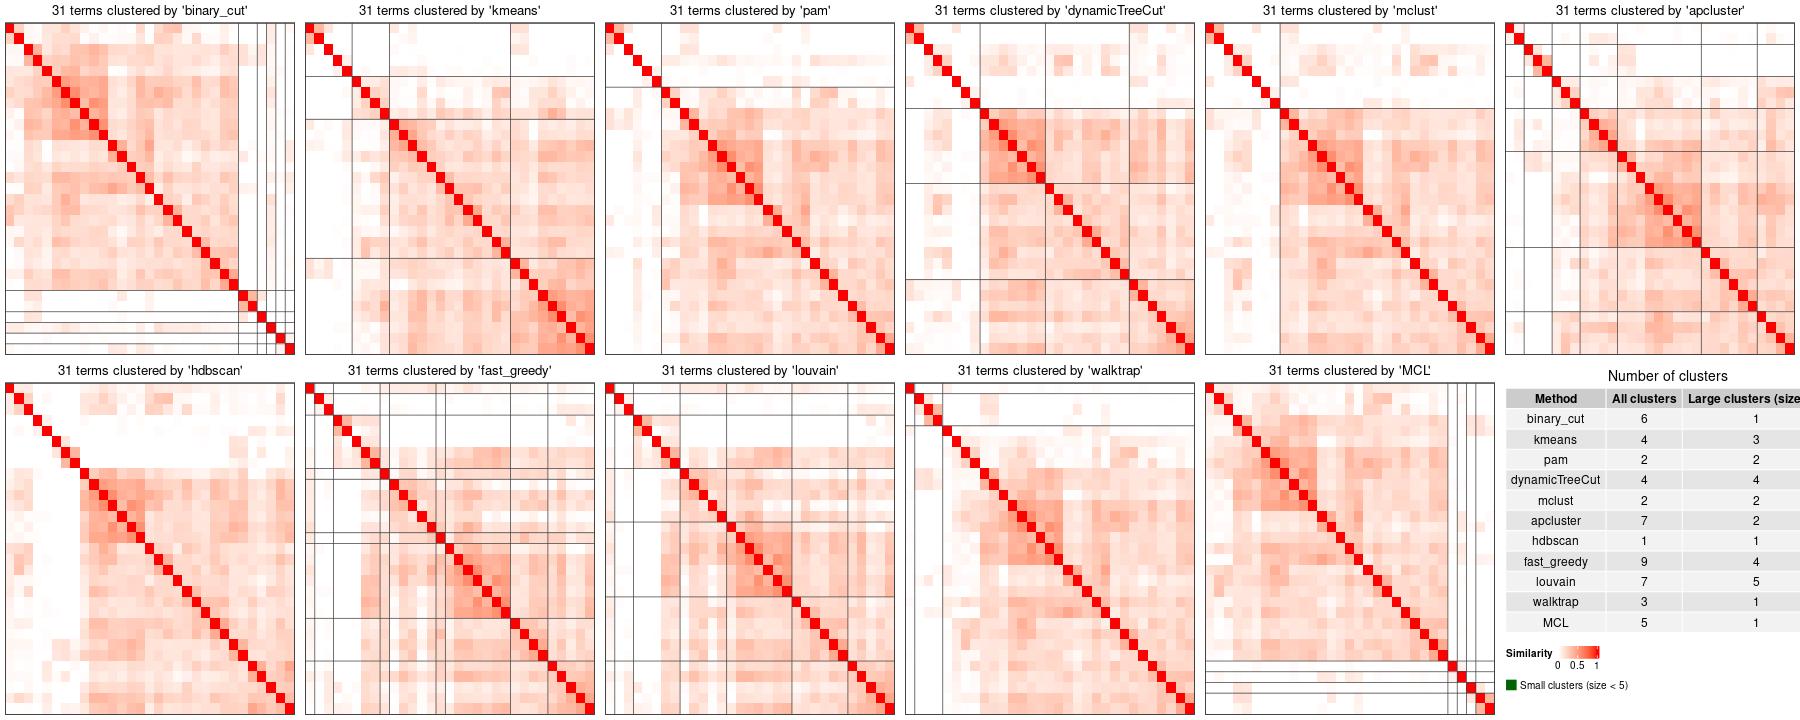 31 terms clustered by 'binary_cut'
31 terms clustered by 'kmeans'
31 terms clustered by 'pam'
31 terms clustered by 'dynamicTreeCut'
31 terms clustered by 'mclust'
31 terms clustered by 'apcluster'
31 terms clustered by 'hdbscan'
31 terms clustered by 'fast_greedy'
31 terms clustered by 'louvain'
31 terms clustered by 'walktrap'
31 terms clustered by 'MCL'
Number of clusters
Method All clusters Large clusters (size
binary_cut 6 1
kmeans 4 3
pam 2 2
dynamicTreeCut 4 4
mclust 2 2
apcluster 7 2
hdbscan 1 1
fast_greedy 9 4
louvain 7 5
walktrap 3 1
MCL 5 1
Similarity
0 0.5 1
Small clusters (size < 5)